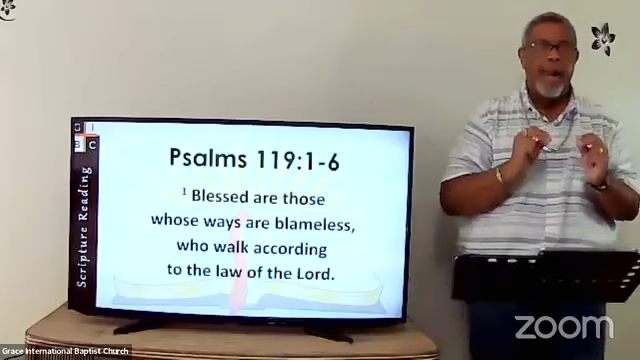 G I
B C
Scripture Reading
Psalms 119:1-6
1 Blessed are those
whose ways are blameless,
who walk according
to the law of the Lord.
Grace International Baptist Church
zoom